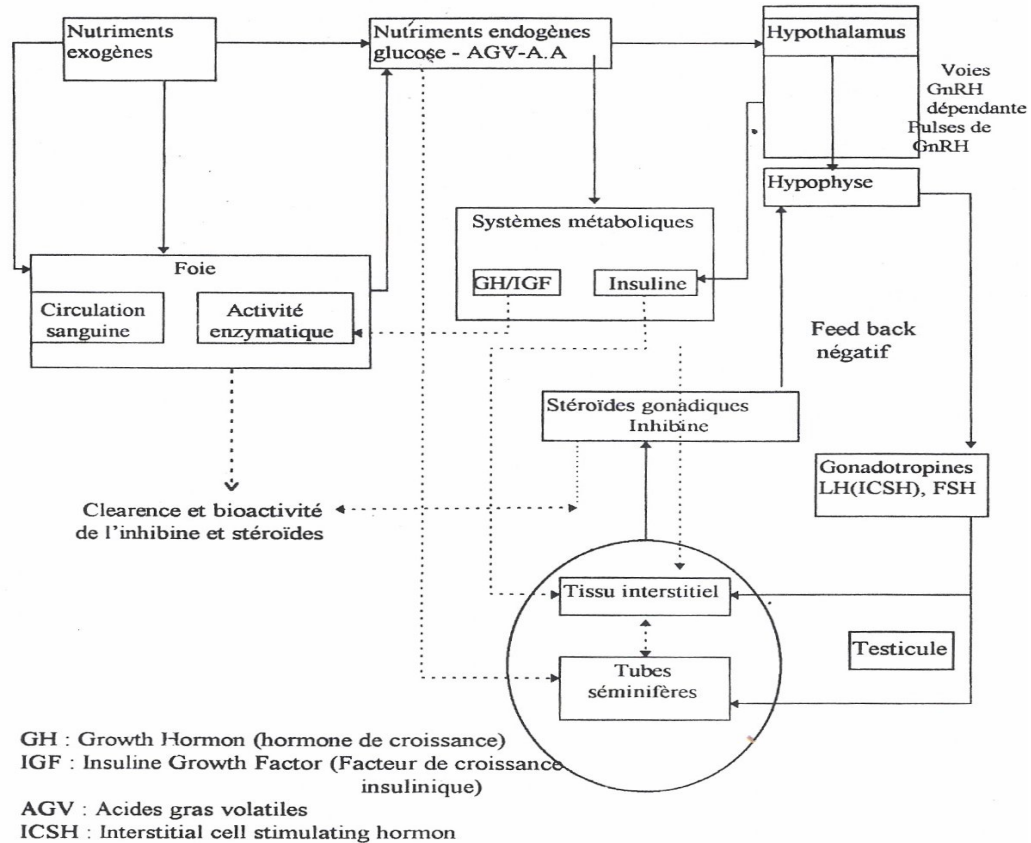 Nutriments
exogènes
Nutriments endogènes
glucose - AGV-A.A
Hypothalamus
Voies
GnRH
dépendante
Pulses de
GnRH
Hypophyse
Systèmes métaboliques
GH/IGF
Insuline
Foie
Circulation
sanguine
Activité
enzymatique
Feed back
négatif
Stéroïdes gonadiques
Inhibine
Gonadotropines
LH(ICSH), FSH
Clearence et bioactivité
de l'inhibine et stéroïdes
Tissu interstitiel
Testicule
Tubes
séminifères
GH : Growth Hormon (hormone de croissance)
IGF : Insuline Growth Factor (Facteur de croissance
insulinique)
AGV : Acides gras volatiles
ICSH : Interstitial cell stimulating hormon